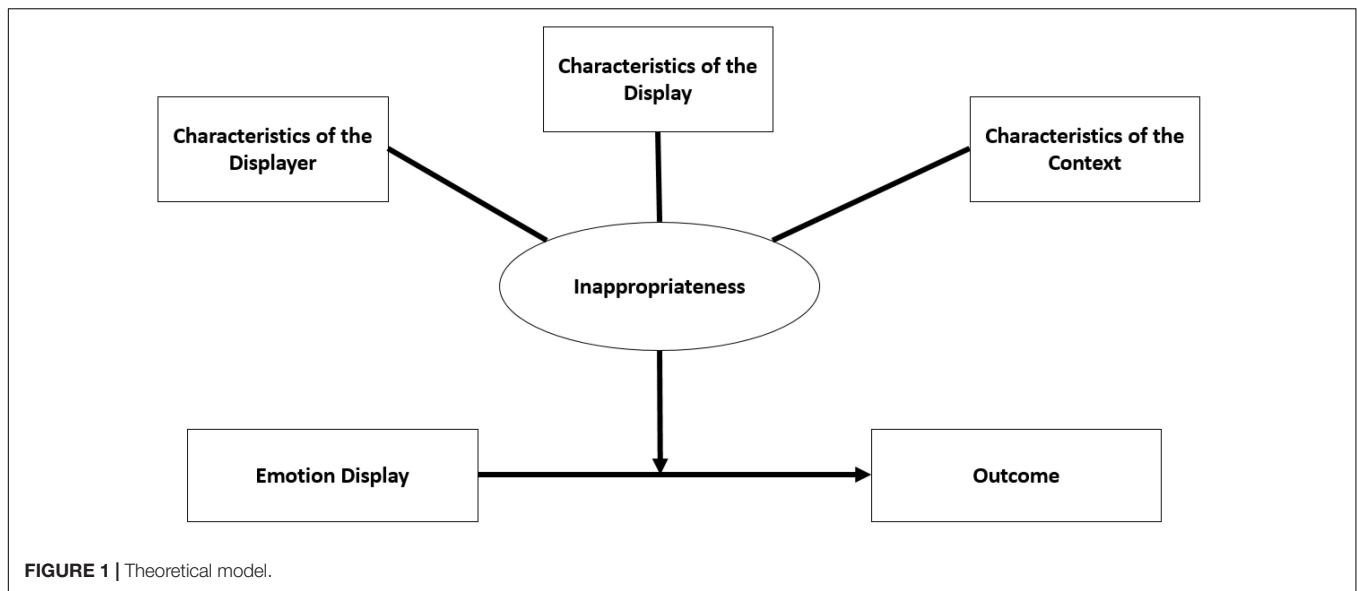 Characteristics of the
Display
Characteristics of the
Displayer
Characteristics of the
Context
Inappropriateness
Emotion Display
Outcome
FIGURE 1 | Theoretical model.